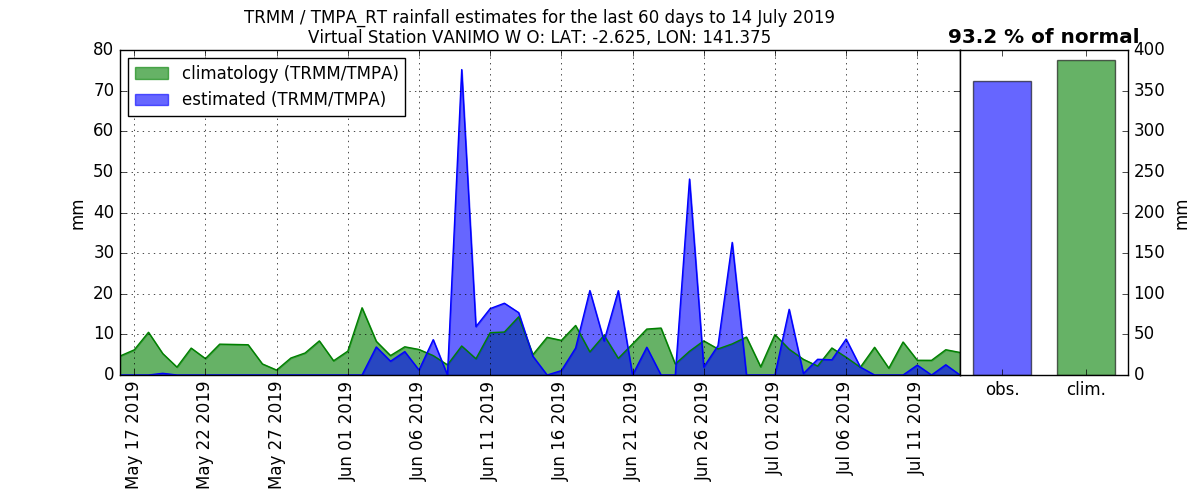 TRMM / TMPA_RT rainfall estimates for the last 60 days to 14 July 2019
Virtual Station VANIMO W O: LAT: -2.625, LON: 141.375
93.2 % of normal
climatology (TRMM/TMPA)
estimated (TRMM/TMPA)
80
70
60
50
40
30
20
10
0
mm
May 17 2019
May 22 2019
May 27 2019
Jun 01 2019
Jun 06 2019
Jun 11 2019
Jun 16 2019
Jun 21 2019
Jun 26 2019
Jul 01 2019
Jul 06 2019
Jul 11 2019
obs.
clim.
400
350
300
250
200
150
100
50
0
mm